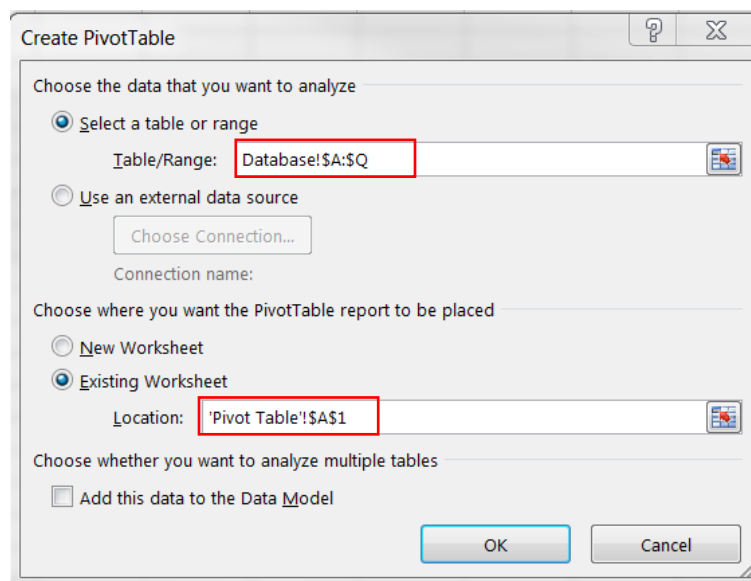 Create PivotTable
Choose the data that you want to analyze
Select a table or range
Table/Range: Database!$A:$Q
Use an external data source
Choose Connection...
Connection name:
Choose where you want the PivotTable report to be placed
New Worksheet
Existing Worksheet
Location: 'Pivot Table'!$A$1
Choose whether you want to analyze multiple tables
Add this data to the Data Model
OK Cancel